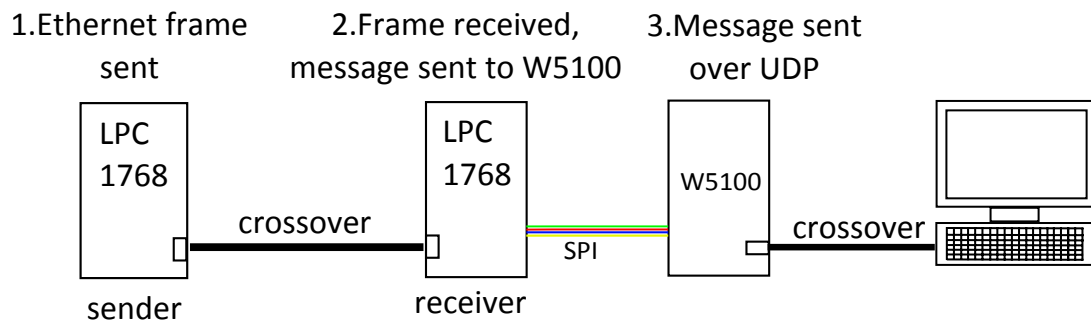 1.Ethernet frame
sent
2.Frame received,
message sent to W5100
3.Message sent
over UDP
LPC
1768
LPC
1768
W5100
crossover
SPI
crossover
sender
receiver